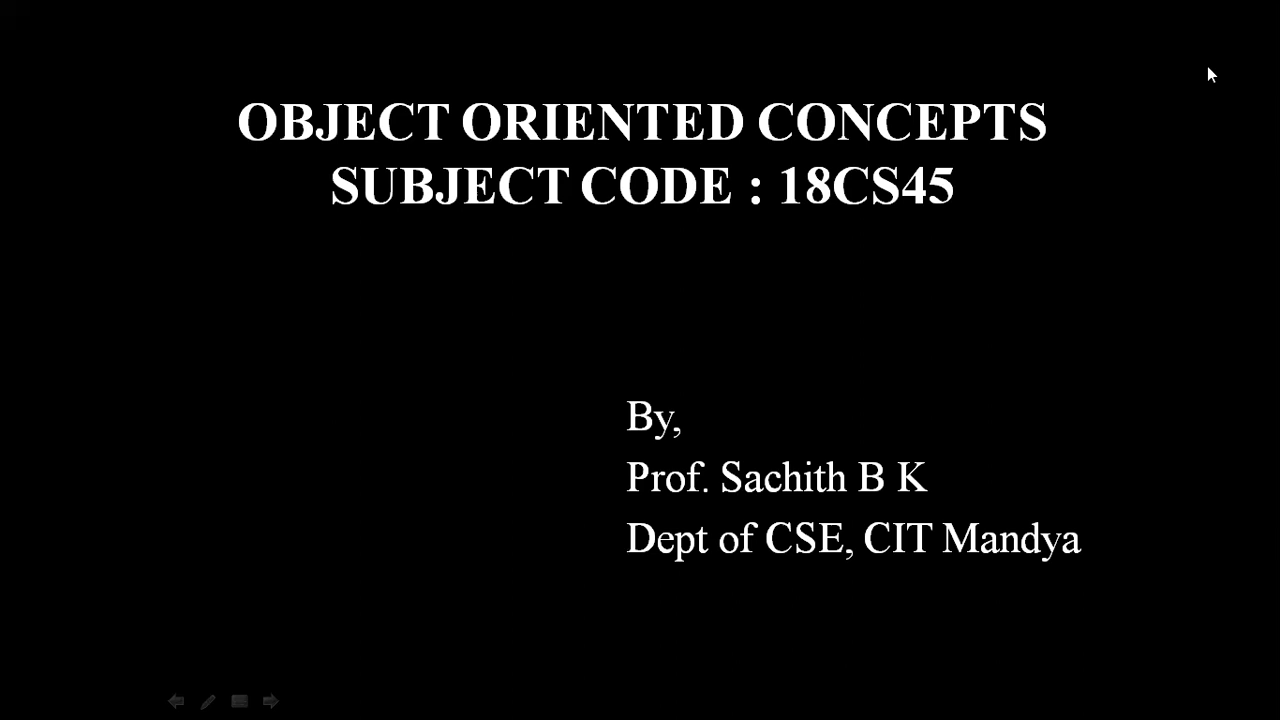 OBJECT ORIENTED CONCEPTS
SUBJECT CODE : 18CS45
By,
Prof. Sachith B K
Dept of CSE, CIT Mandya